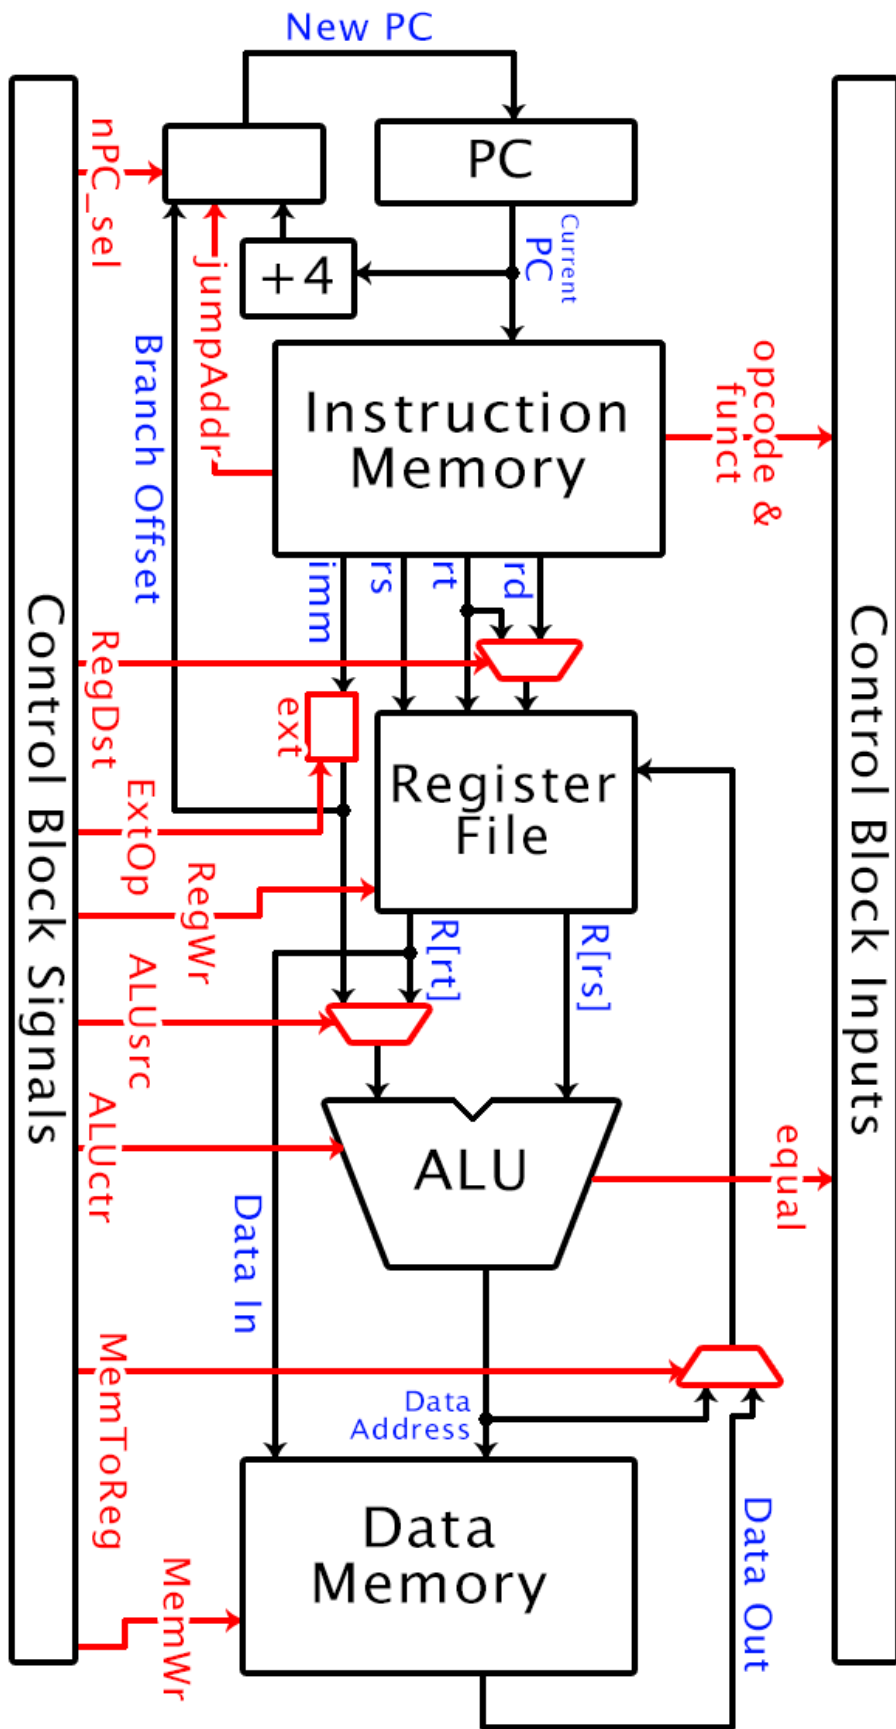 New PC
nPC_sel
PC
Current
PC
+4
jumpAddr
Branch Offset
Instruction
Memory
opcode &
funct
imm
rs
rt
rd
RegDst
ext
Register
File
ExtOp
RegWr
R[rt]
R[rs]
ALUsrc
ALUctr
ALU
equal
Data In
MemToReg
Data
Address
Data
Memory
MemWr
Data Out
Control Block Signals
Control Block Inputs